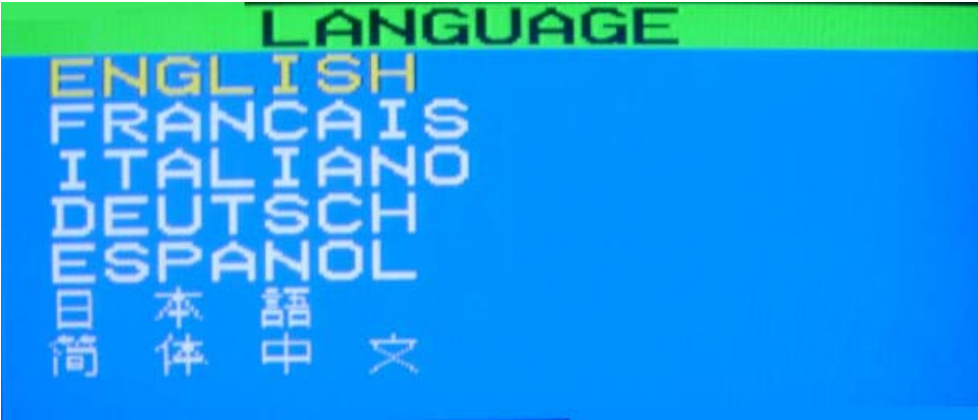 LANGUAGE
ENGLISH
FRANCAIS
ITALIANO
DEUTSCH
ESPANOL
日本語
简体中文